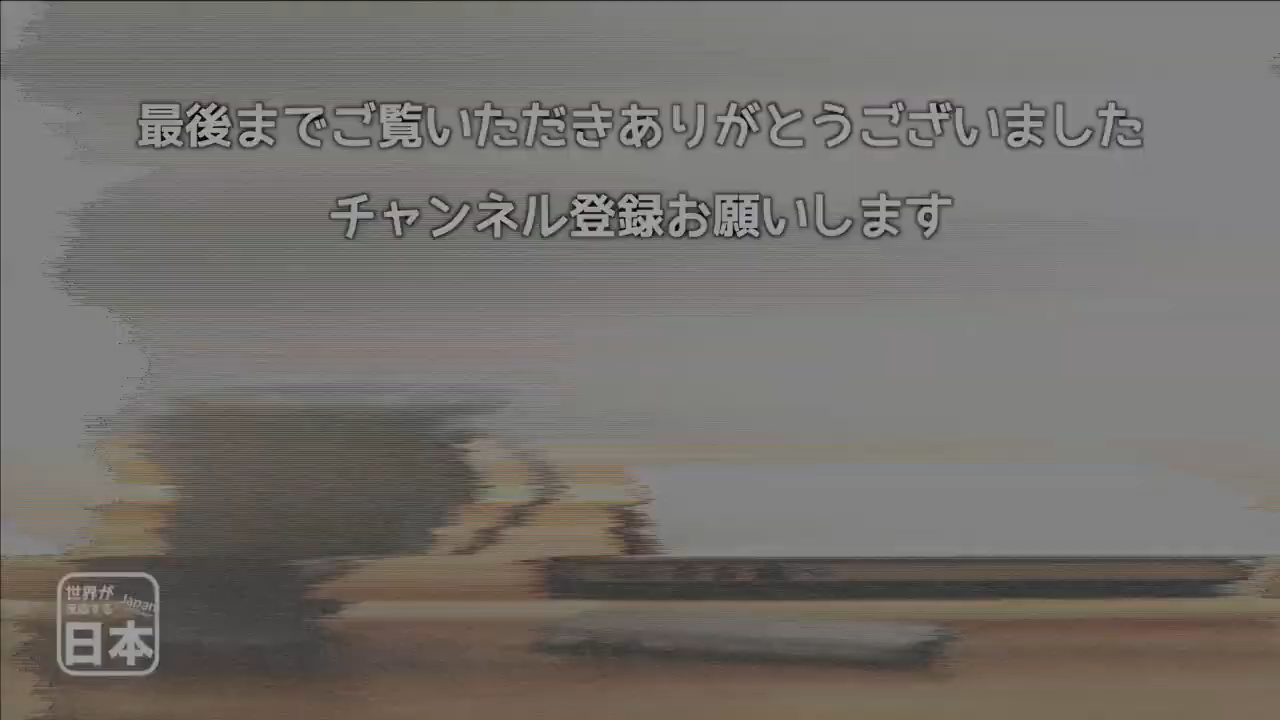 最後までご覧いただきありがとうございました
チャンネル登録お願いします
世界が
Japan
日本